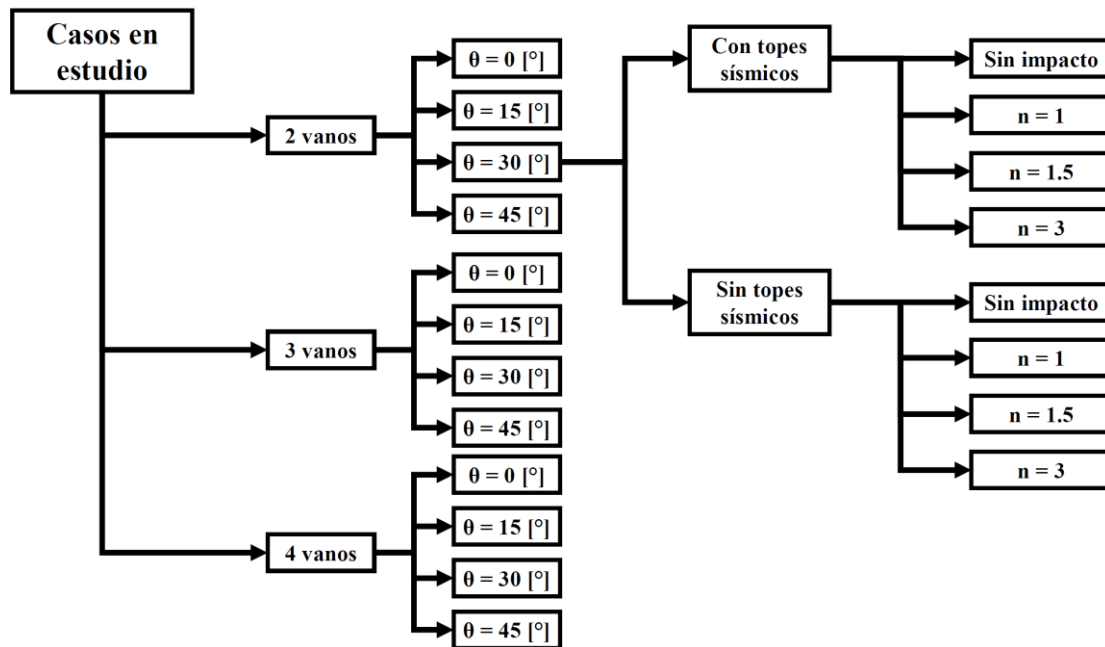 Casos en
estudio
2 vanos
θ = 0 [°]
θ = 15 [°]
θ = 30 [°]
θ = 45 [°]
3 vanos
θ = 0 [°]
θ = 15 [°]
θ = 30 [°]
θ = 45 [°]
4 vanos
θ = 0 [°]
θ = 15 [°]
θ = 30 [°]
θ = 45 [°]
Con topes
sísmicos
Sin impacto
n = 1
n = 1.5
n = 3
Sin topes
sísmicos
Sin impacto
n = 1
n = 1.5
n = 3